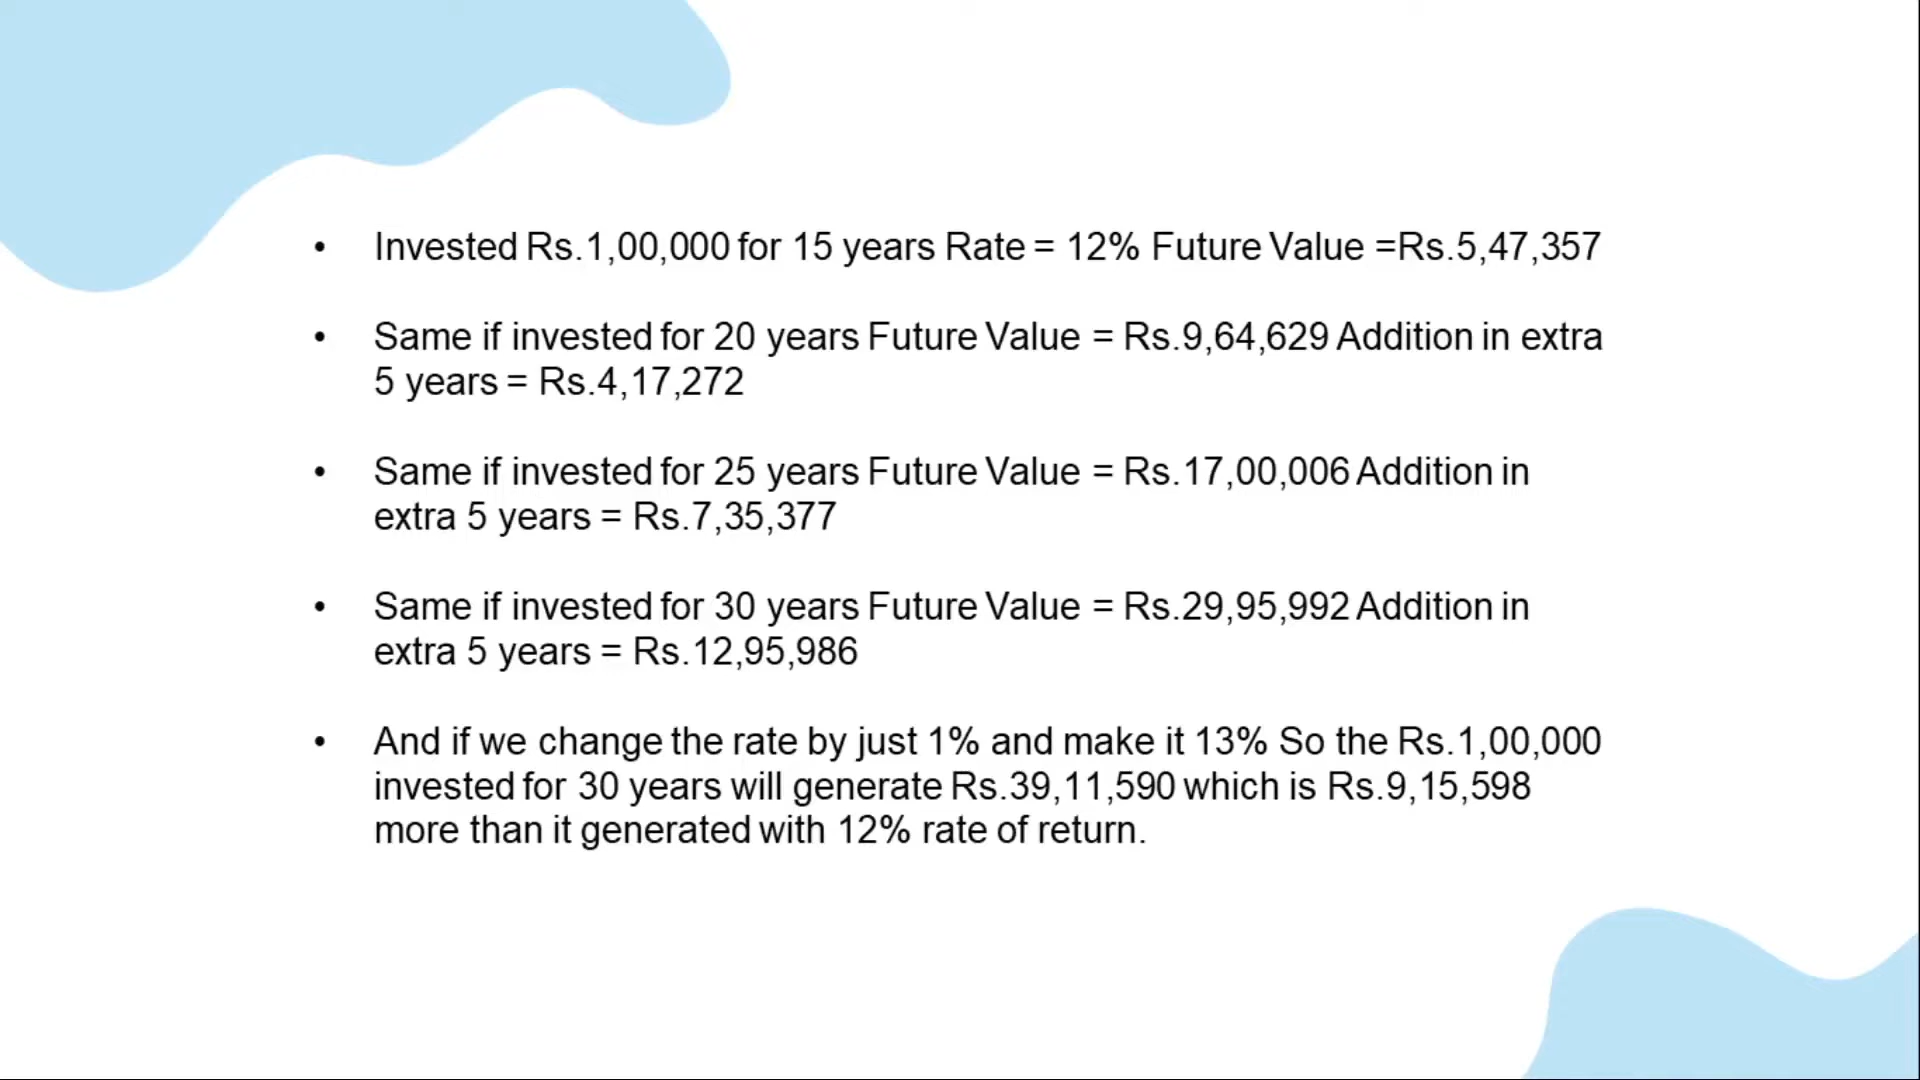 • Invested Rs.1,00,000 for 15 years Rate = 12% Future Value =Rs.5,47,357
• Same if invested for 20 years Future Value = Rs.9,64,629 Addition in extra
5 years = Rs.4,17,272
• Same if invested for 25 years Future Value = Rs.17,00,006 Addition in
extra 5 years = Rs.7,35,377
• Same if invested for 30 years Future Value = Rs.29,95,992 Addition in
extra 5 years = Rs.12,95,986
• And if we change the rate by just 1% and make it 13% So the Rs.1,00,000
invested for 30 years will generate Rs.39,11,590 which is Rs.9,15,598
more than it generated with 12% rate of return.